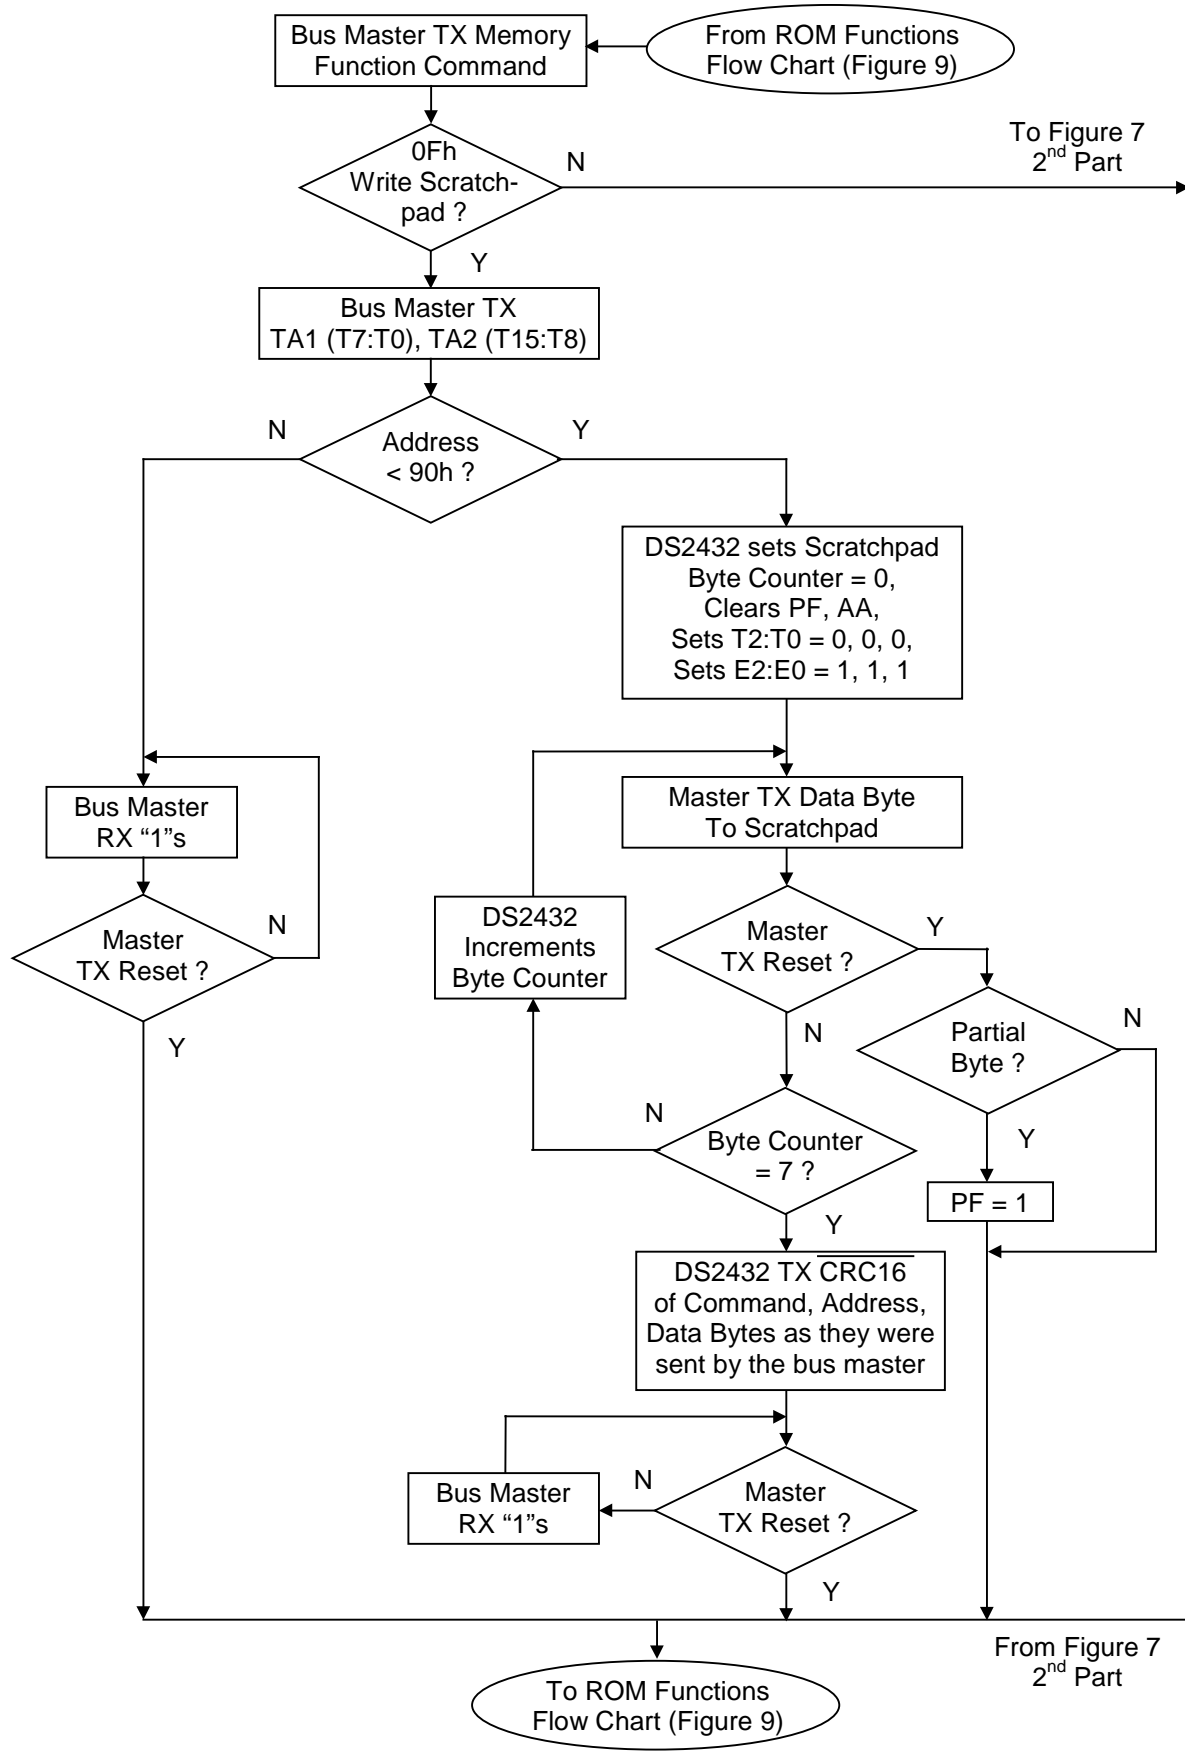 Bus Master TX Memory
Function Command
From ROM Functions
Flow Chart (Figure 9)
To Figure 7
2nd Part
0Fh
Write Scratch-
pad ?
N
Y
Bus Master TX
TA1 (T7:T0), TA2 (T15:T8)
N
Address
< 90h ?
Y
DS2432 sets Scratchpad
Byte Counter = 0,
Clears PF, AA,
Sets T2:T0 = 0, 0, 0,
Sets E2:E0 = 1, 1, 1
Bus Master
RX “1”s
Master TX Data Byte
To Scratchpad
Master
TX Reset ?
N
Y
DS2432
Increments
Byte Counter
Master
TX Reset ?
Y
N
Partial
Byte ?
N
Y
PF = 1
N
Byte Counter
= 7 ?
Y
DS2432 TX CRC16
of Command, Address,
Data Bytes as they were
sent by the bus master
Bus Master
RX “1”s
N
Master
TX Reset ?
Y
From Figure 7
2nd Part
To ROM Functions
Flow Chart (Figure 9)